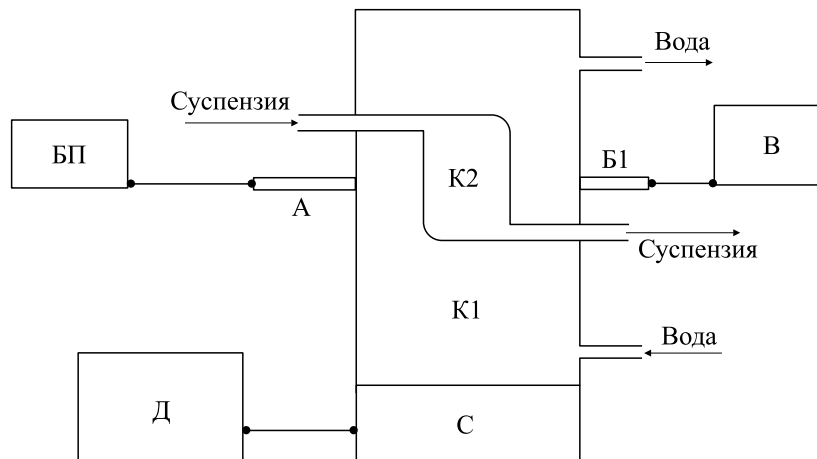 Вода
Суспензия
БП
Б1
В
К2
А
Суспензия
К1
Вода
Д
С